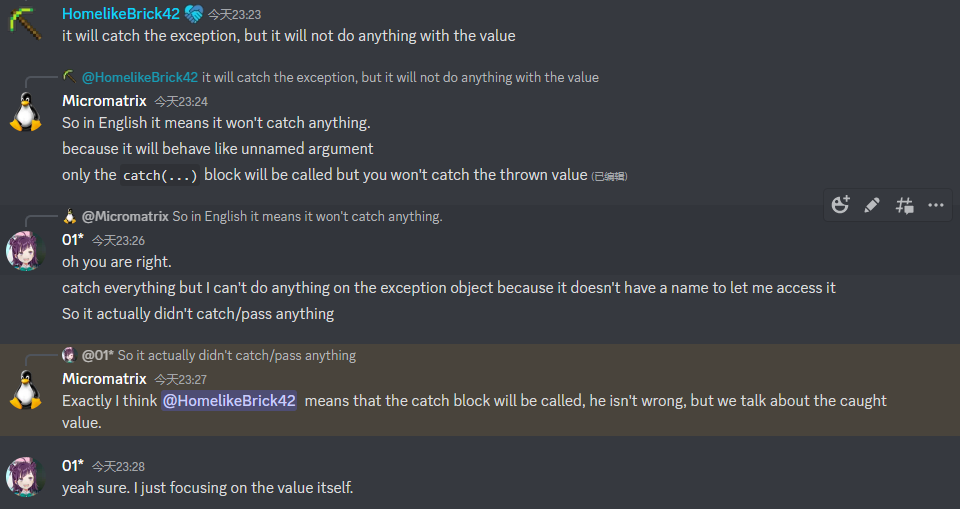 HomelikeBrick42 今天23:23
it will catch the exception, but it will not do anything with the value
@HomelikeBrick42 it will catch the exception, but it will not do anything with the value
Micromatrix 今天23:24
So in English it means it won't catch anything.
because it will behave like unnamed argument
only the catch(...) block will be called but you won't catch the thrown value (已编辑)
@Micromatrix So in English it means it won't catch anything.
01* 今天23:26
oh you are right.
catch everything but I can't do anything on the exception object because it doesn't have a name to let me access it
So it actually didn't catch/pass anything
@01* So it actually didn't catch/pass anything
Micromatrix 今天23:27
Exactly I think @HomelikeBrick42 means that the catch block will be called, he isn't wrong, but we talk about the caught
value.
01* 今天23:28
yeah sure. I just focusing on the value itself.